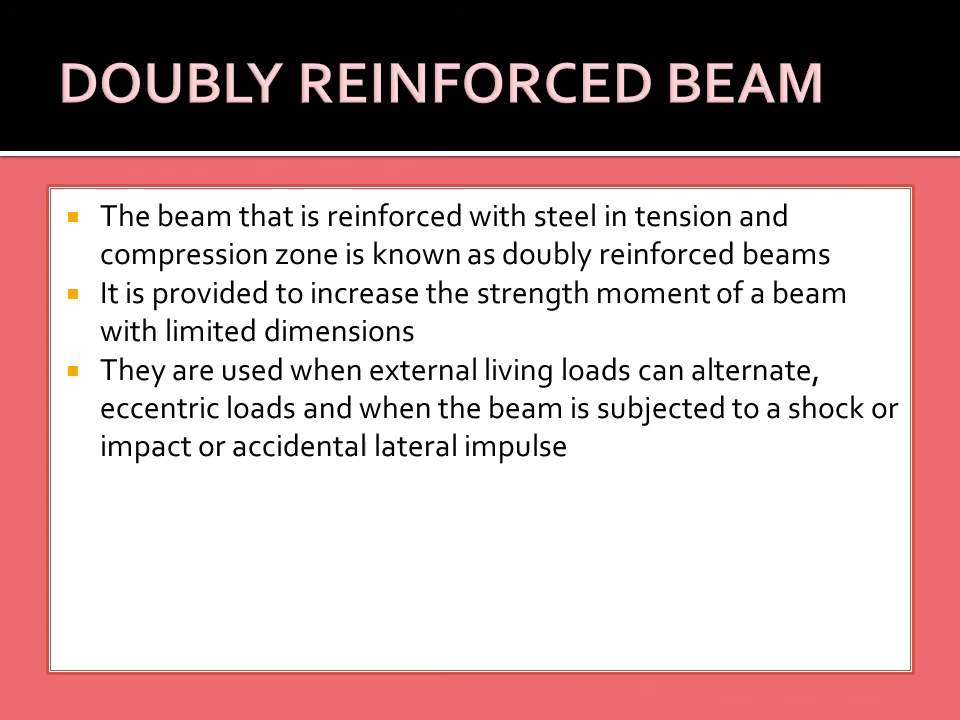 DOUBLY REINFORCED BEAM
The beam that is reinforced with steel in tension and
compression zone is known as doubly reinforced beams
It is provided to increase the strength moment of a beam
with limited dimensions
They are used when external living loads can alternate,
eccentric loads and when the beam is subjected to a shock or
impact or accidental lateral impulse